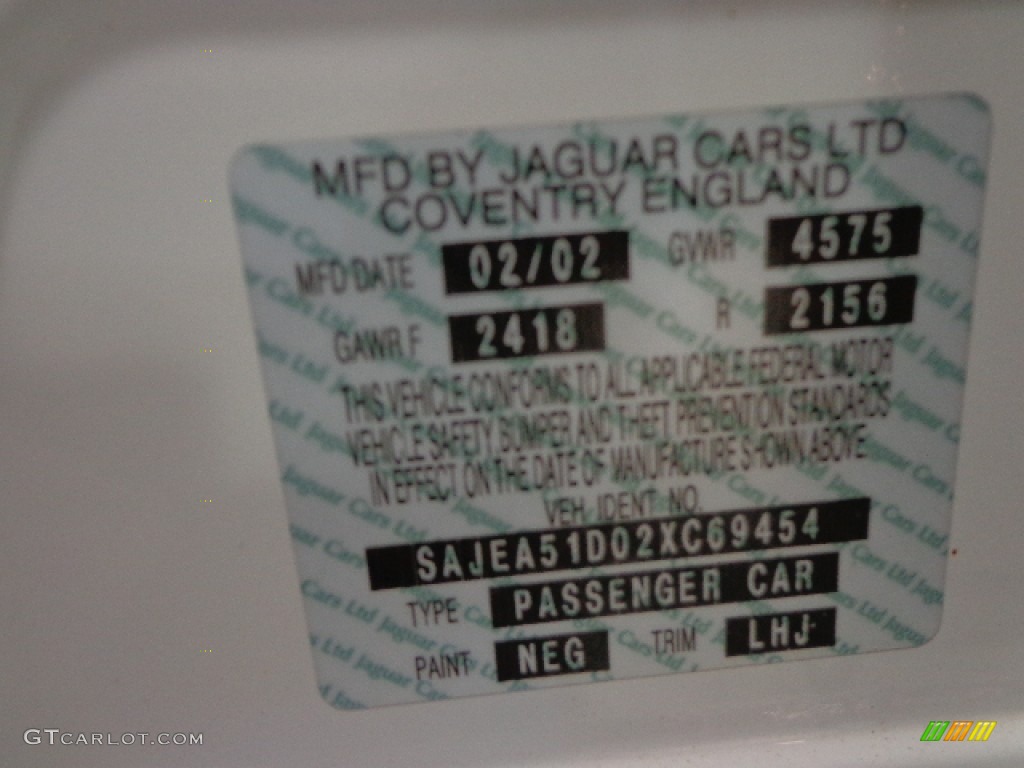 MFD BY JAGUAR CARS LTD
COVENTRY ENGLAND
MFD DATE 02/02 GVWR 4575
GAWR F 2418 R 2156
THIS VEHICLE CONFORMS TO ALL APPLICABLE FEDERAL MOTOR
VEHICLE SAFETY BUMPER AND THEFT PREVENTION STANDARDS
IN EFFECT ON THE DATE OF MANUFACTURE SHOWN ABOVE
VEH. IDENT NO.
SAJEA51D02XC69454
TYPE PASSENGER CAR
PAINT NEG TRIM LHJ
GTCARLOT.COM